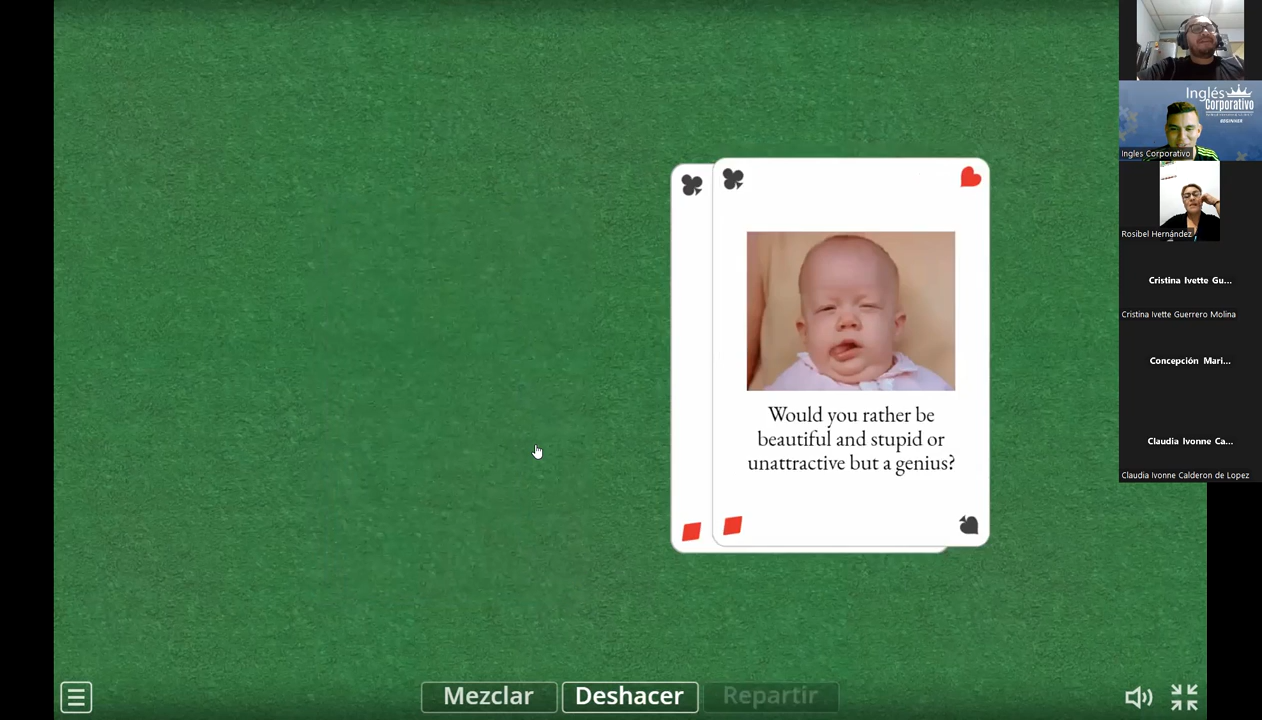 Would you rather be
beautiful and stupid or
unattractive but a genius?
Mezclar
Deshacer
Repartir
Inglés
Corporativo
BEGINNER
Ingles Corporativo
Rosibel Hernández
Cristina Ivette Gu...
Cristina Ivette Guerrero Molina
Concepción Mari...
Claudia Ivonne Ca...
Claudia Ivonne Calderon de Lopez